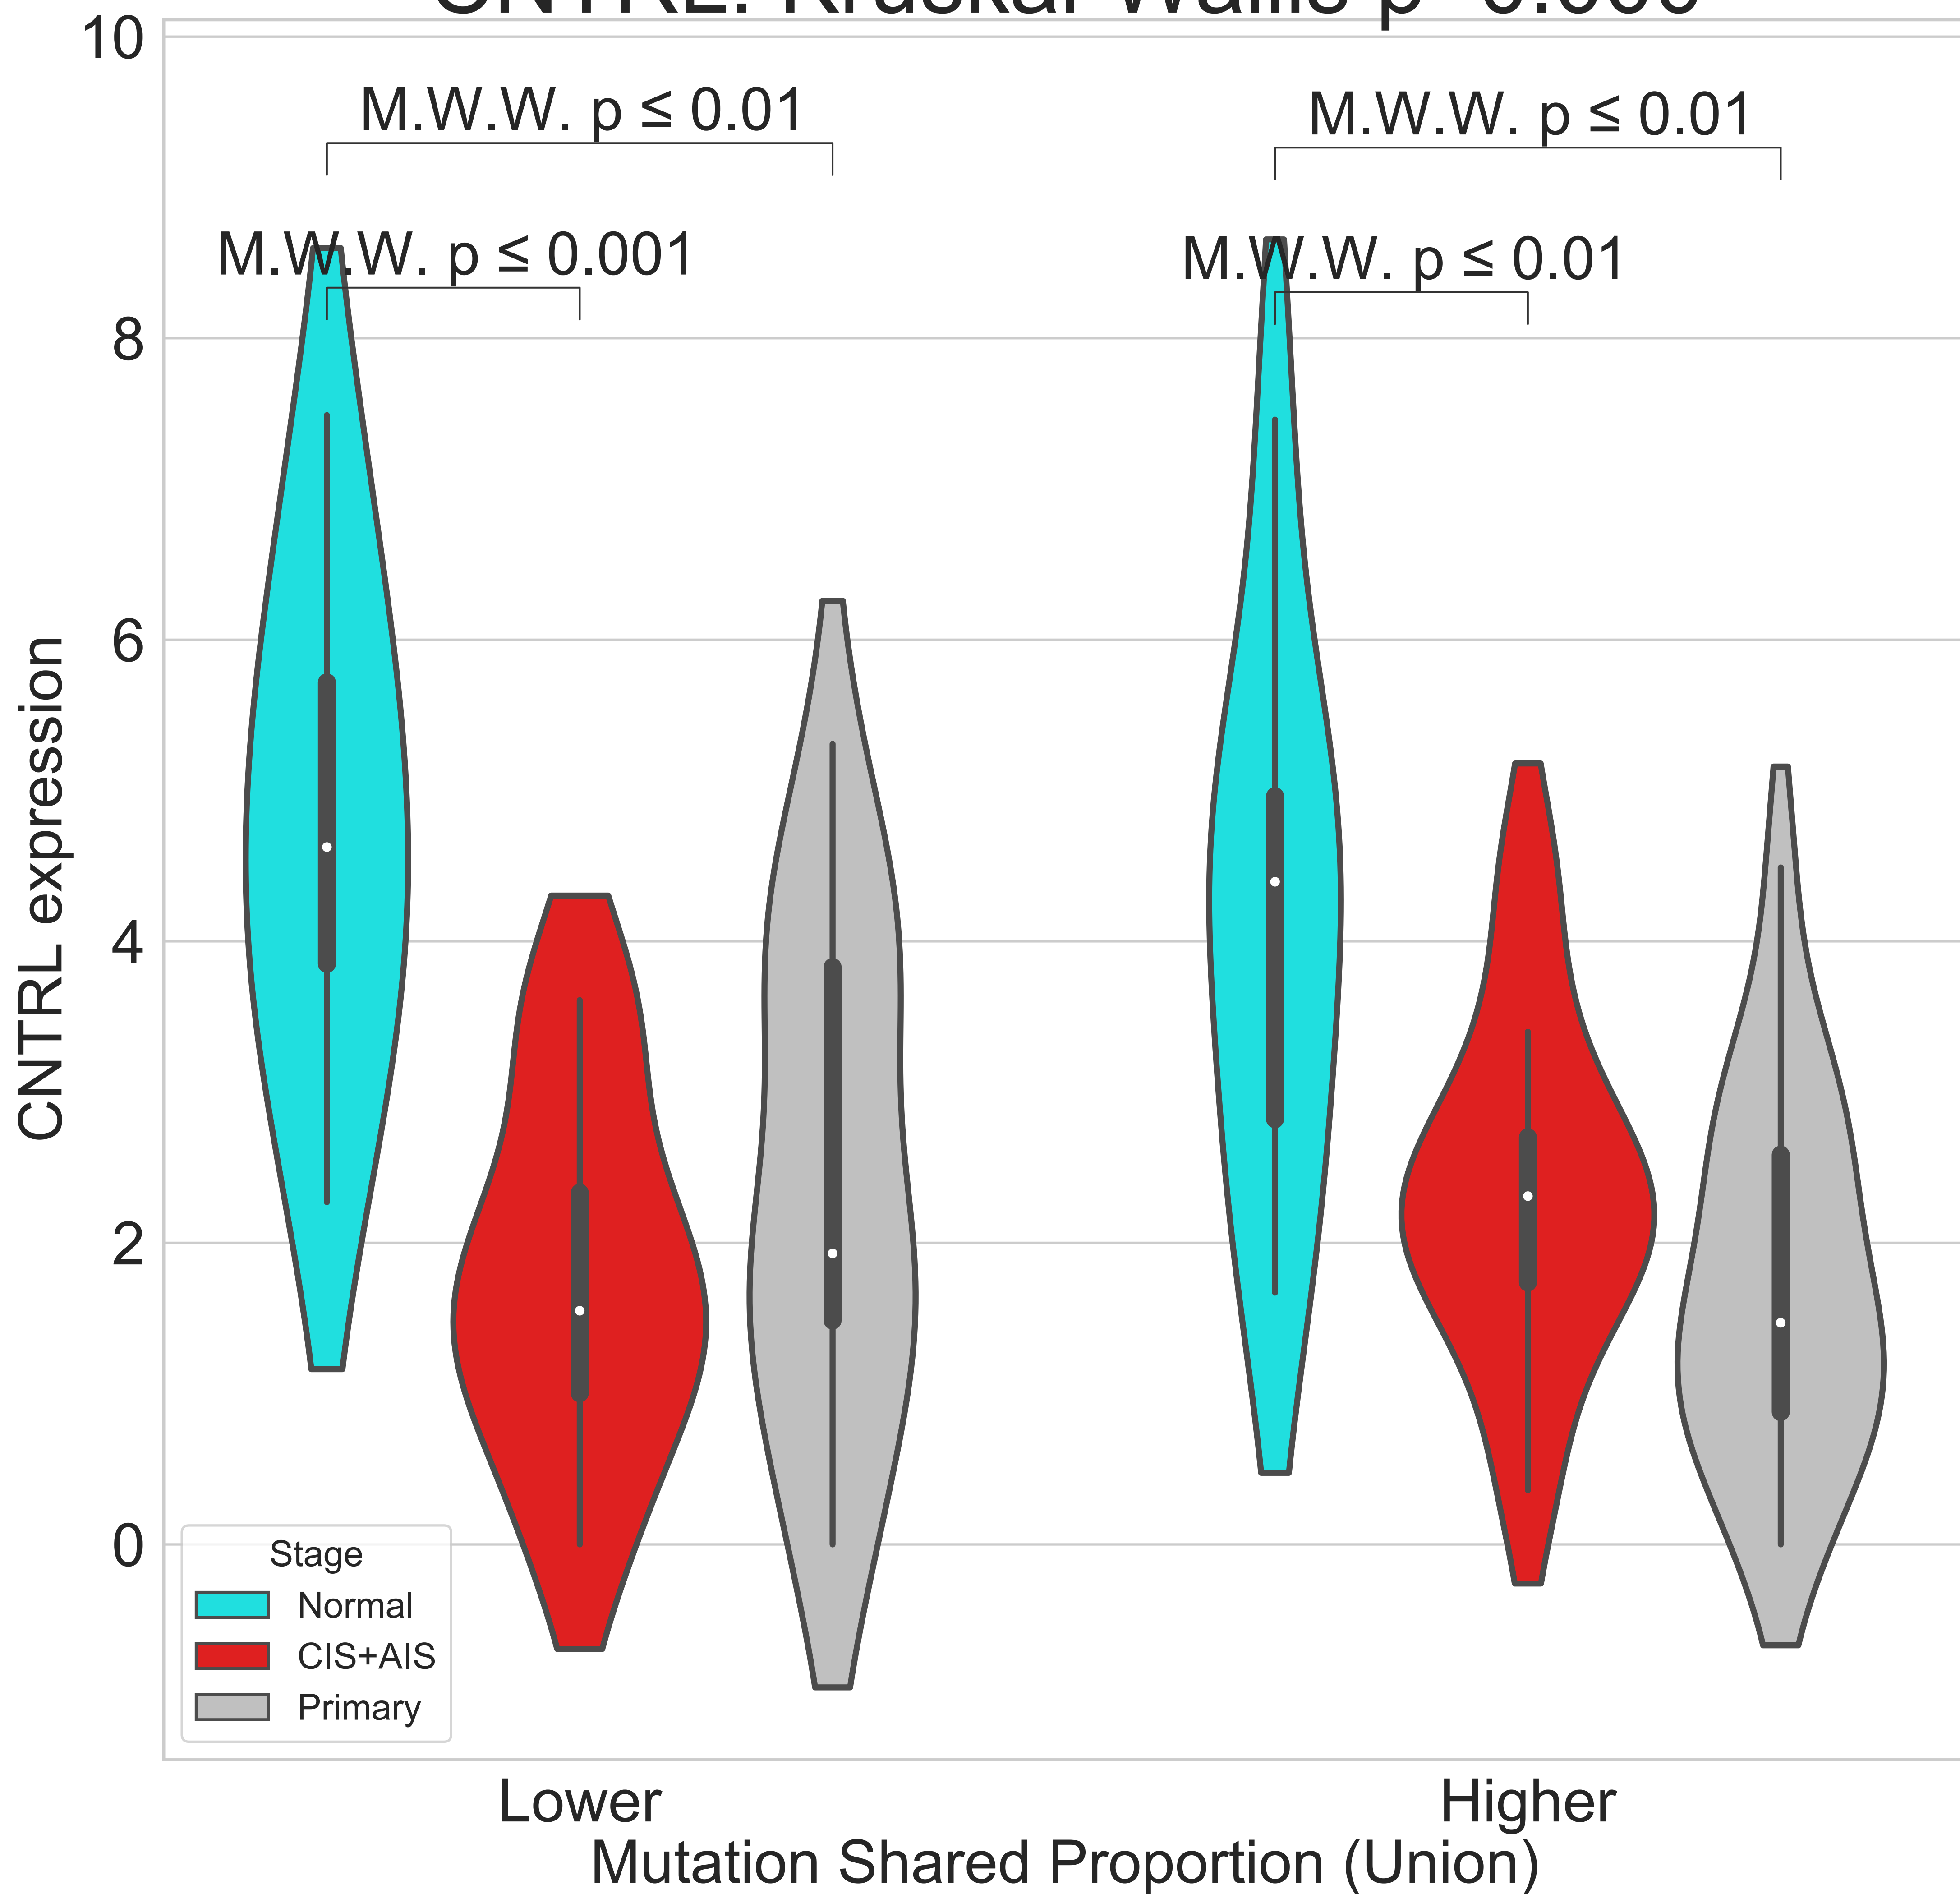 10
M.W.W. p ≤ 0.01
M.W.W. p ≤ 0.01
M.W.W. p ≤ 0.001
M.W.W. p ≤ 0.01
8
6
4
2
0
CNTRL expression
Stage
Normal
CIS+AIS
Primary
Lower
Higher
Mutation Shared Proportion (Union)